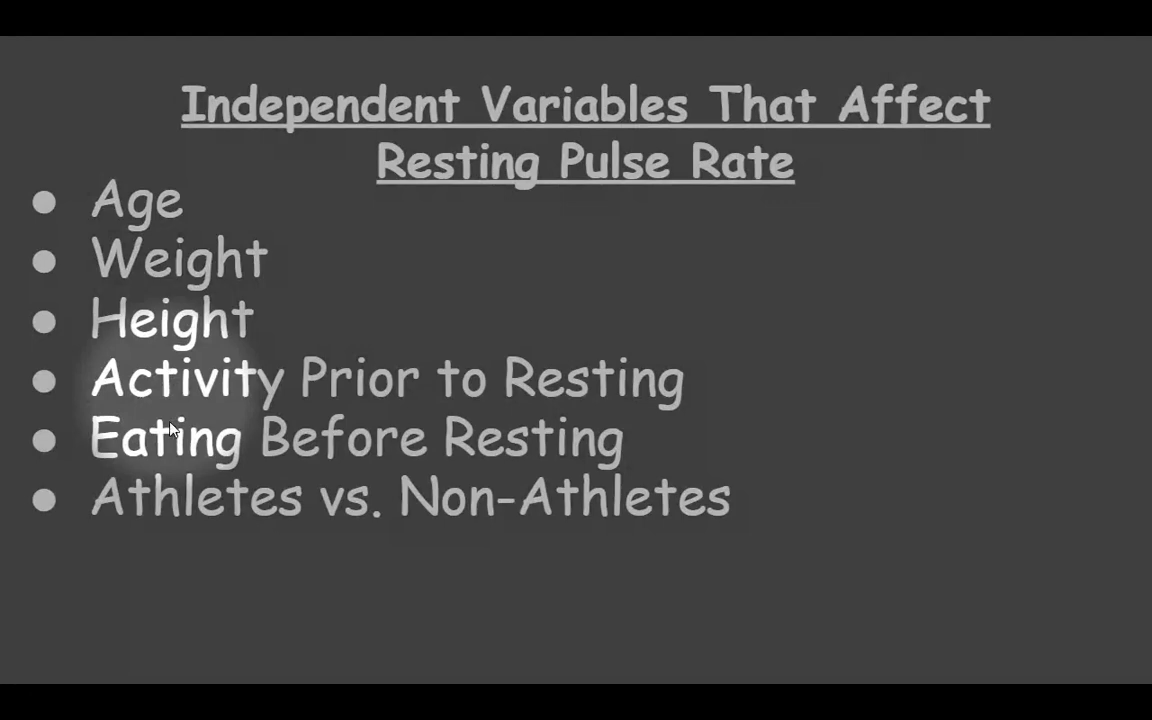 Independent Variables That Affect
Resting Pulse Rate
● Age
● Weight
● Height
● Activity Prior to Resting
● Eating Before Resting
● Athletes vs. Non-Athletes